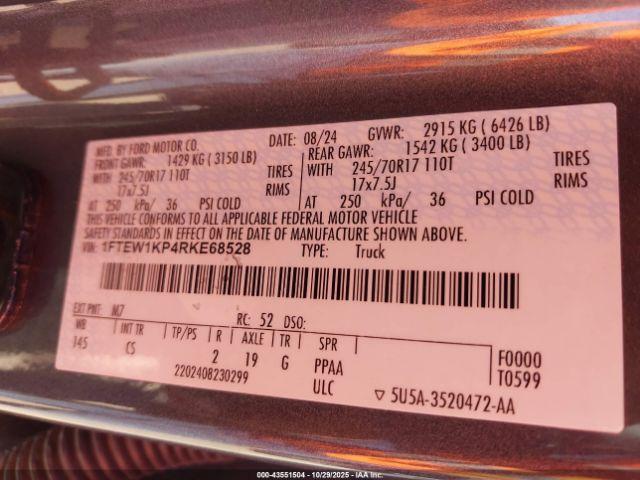 MFD. BY FORD MOTOR CO.
DATE: 08/24 GVWR: 2915 KG ( 6426 LB)
FRONT GAWR: 1429 KG ( 3150 LB)
REAR GAWR: 1542 KG ( 3400 LB)
WITH 245/70R17 110T TIRES
WITH 245/70R17 110T TIRES
17x7.5J RIMS
17x7.5J RIMS
AT 250 kPa/ 36 PSI COLD
AT 250 kPa/ 36 PSI COLD
THIS VEHICLE CONFORMS TO ALL APPLICABLE FEDERAL MOTOR VEHICLE
SAFETY STANDARDS IN EFFECT ON THE DATE OF MANUFACTURE SHOWN ABOVE.
VIN: 1FTEW1KP4RKE68528 TYPE: Truck
EXT PNT: M7 RC: 52 DSO:
WB INT TR TP/PS R AXLE TR SPR
145 CS 2 19 G PPAA
ULC
F0000
T0599
2202408230299
▽ 5U5A-3520472-AA
000-43551504 | 10/29/2025 | IAA Inc. | IAAI.com